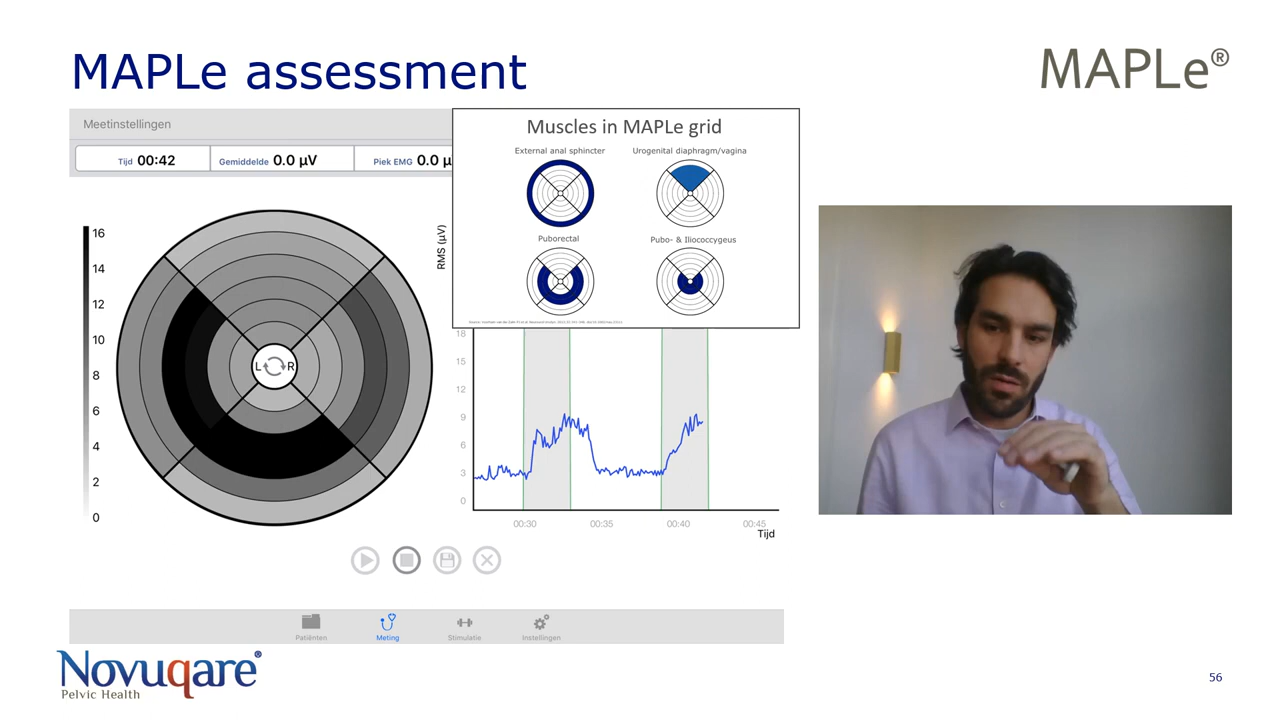 MAPLe assessment
MAPLe®
Meetinstellingen
Tijd 00:42
Gemiddelde 0.0 µV
Piek EMG 0.0 µ
Muscles in MAPLe grid
External anal sphincter
Urogenital diaphragm/vagina
Puborectal
Pubo- & Iliococcygeus
16
14
12
10
8
6
4
2
0
L R
RMS (µV)
18
15
12
9
6
3
0
00:30 00:35 00:40 00:45
Tijd
Patiënten
Meting
Stimulatie
Instellingen
Novuqare®
Pelvic Health
56